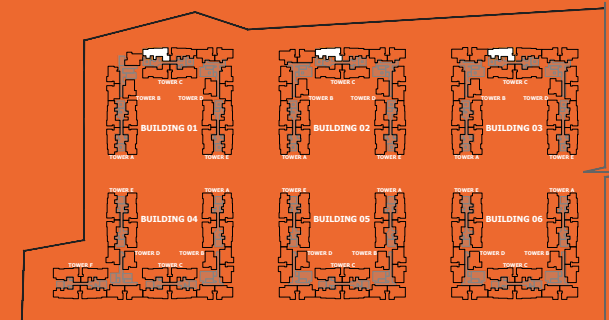 TOWER C TOWER C TOWER C
TOWER B TOWER D TOWER B TOWER D TOWER B TOWER D
BUILDING 01 BUILDING 02 BUILDING 03
TOWER A TOWER E TOWER A TOWER E TOWER A TOWER E
TOWER E TOWER A TOWER E TOWER A TOWER E TOWER A
BUILDING 04 BUILDING 05 BUILDING 06
TOWER D TOWER B TOWER D TOWER B TOWER D TOWER B
TOWER F TOWER C TOWER C TOWER C